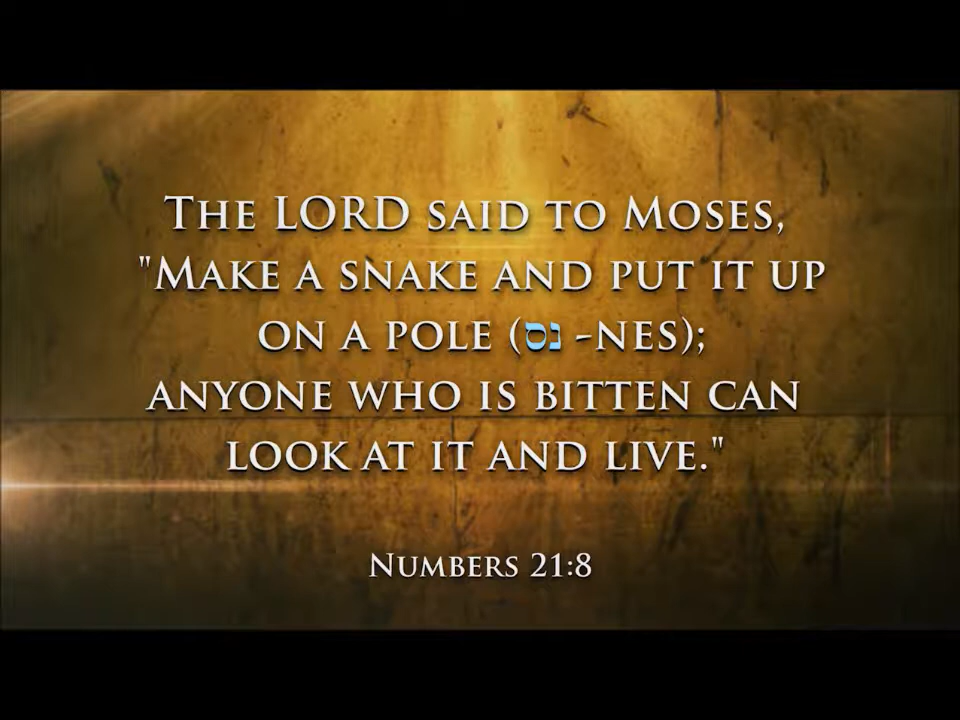 The LORD said to Moses,
"Make a snake and put it up
on a pole (נס -nes);
anyone who is bitten can
look at it and live."
Numbers 21:8